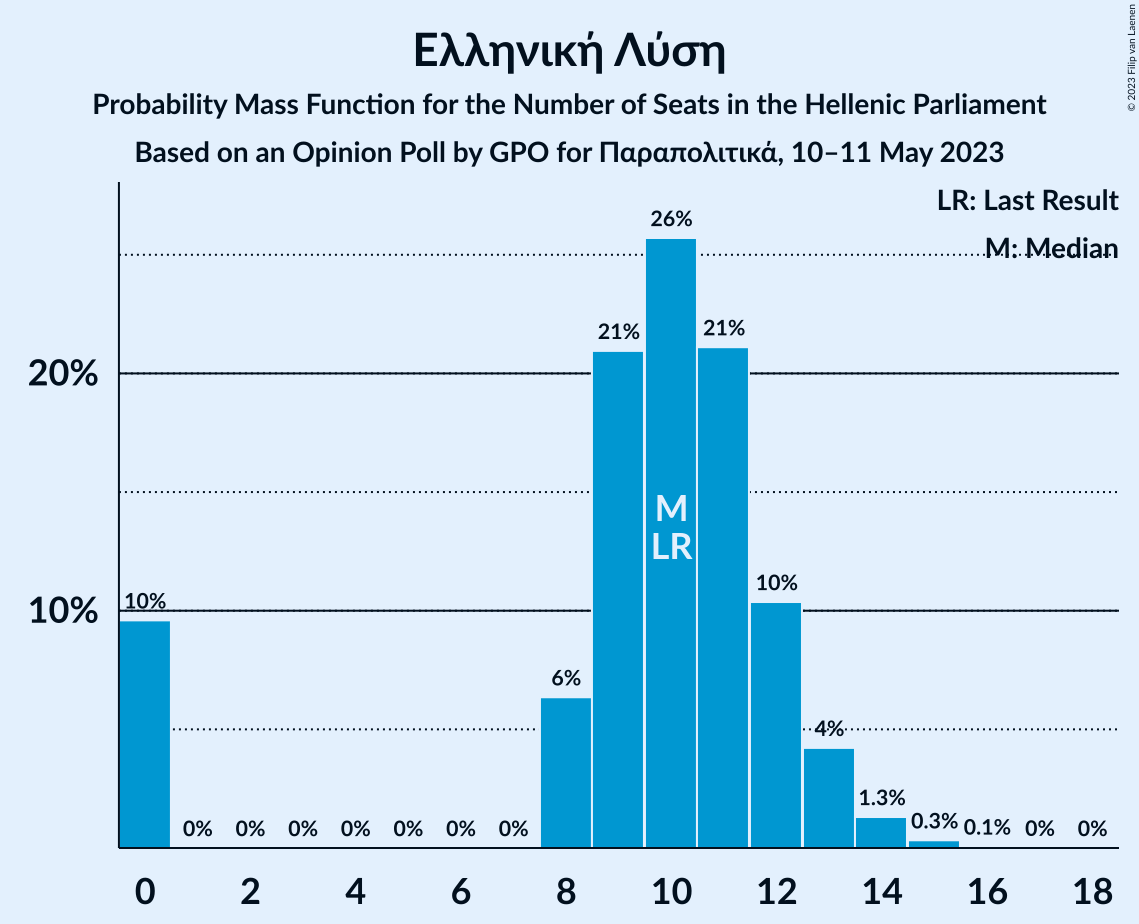 Ελληνική Λύση
Probability Mass Function for the Number of Seats in the Hellenic Parliament
Based on an Opinion Poll by GPO for Παραπολιτικά, 10–11 May 2023
© 2023 Filip van Laenen
LR: Last Result
M: Median
20%
10%
10%
0%
0%
0%
0%
0%
0%
0%
6%
21%
26%
21%
10%
4%
1.3%
0.3%
0.1%
0%
0%
M
LR
0 2 4 6 8 10 12 14 16 18